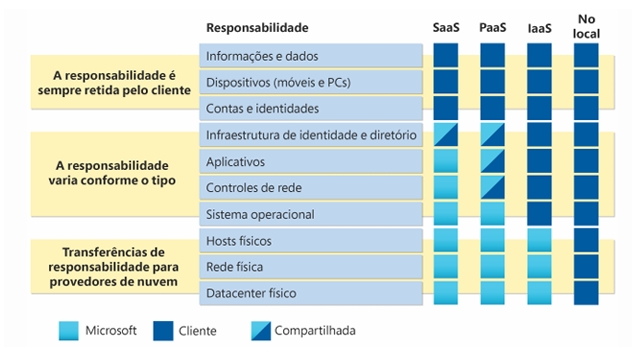 Responsabilidade
SaaS
PaaS
IaaS
No
local
A responsabilidade é
sempre retida pelo cliente
Informações e dados
Dispositivos (móveis e PCs)
Contas e identidades
A responsabilidade
varia conforme o tipo
Infraestrutura de identidade e diretório
Aplicativos
Controles de rede
Sistema operacional
Transferências de
responsabilidade para
provedores de nuvem
Hosts físicos
Rede física
Datacenter físico
Microsoft
Cliente
Compartilhada